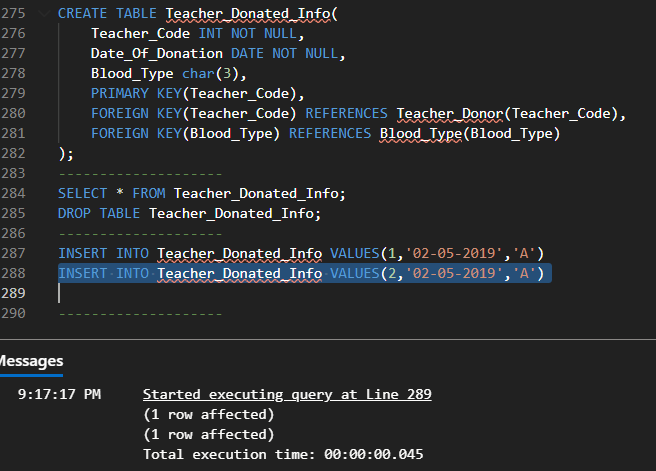 275 CREATE TABLE Teacher_Donated_Info(
276 Teacher_Code INT NOT NULL,
277 Date_Of_Donation DATE NOT NULL,
278 Blood_Type char(3),
279 PRIMARY KEY(Teacher_Code),
280 FOREIGN KEY(Teacher_Code) REFERENCES Teacher_Donor(Teacher_Code),
281 FOREIGN KEY(Blood_Type) REFERENCES Blood_Type(Blood_Type)
282 );
283 --------------------
284 SELECT * FROM Teacher_Donated_Info;
285 DROP TABLE Teacher_Donated_Info;
286 --------------------
287 INSERT INTO Teacher_Donated_Info VALUES(1,'02-05-2019','A')
288 INSERT INTO Teacher_Donated_Info VALUES(2,'02-05-2019','A')
289
290 --------------------
Messages
9:17:17 PM Started executing query at Line 289
(1 row affected)
(1 row affected)
Total execution time: 00:00:00.045